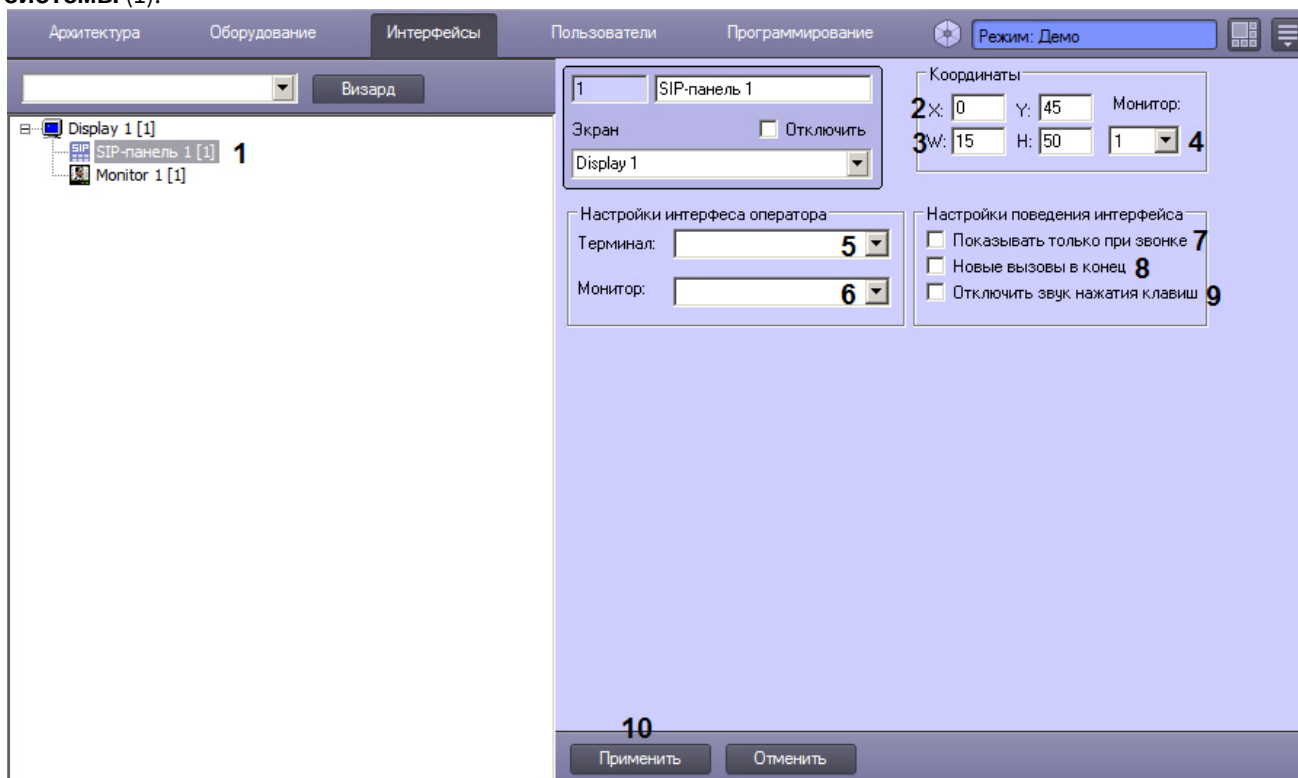 системы (1).
Архитектура Оборудование Интерфейсы Пользователи Программирование Режим: Демо
Визард
Display 1 [1]
SIP-панель 1 [1] 1
Monitor 1 [1]
1 SIP-панель 1
Экран Отключить
Display 1
Координаты
2 X: 0 Y: 45 Монитор:
3 W: 15 H: 50 1 4
Настройки интерфеса оператора
Терминал: 5
Монитор: 6
Настройки поведения интерфейса
Показывать только при звонке 7
Новые вызовы в конец 8
Отключить звук нажатия клавиш 9
10
Применить Отменить